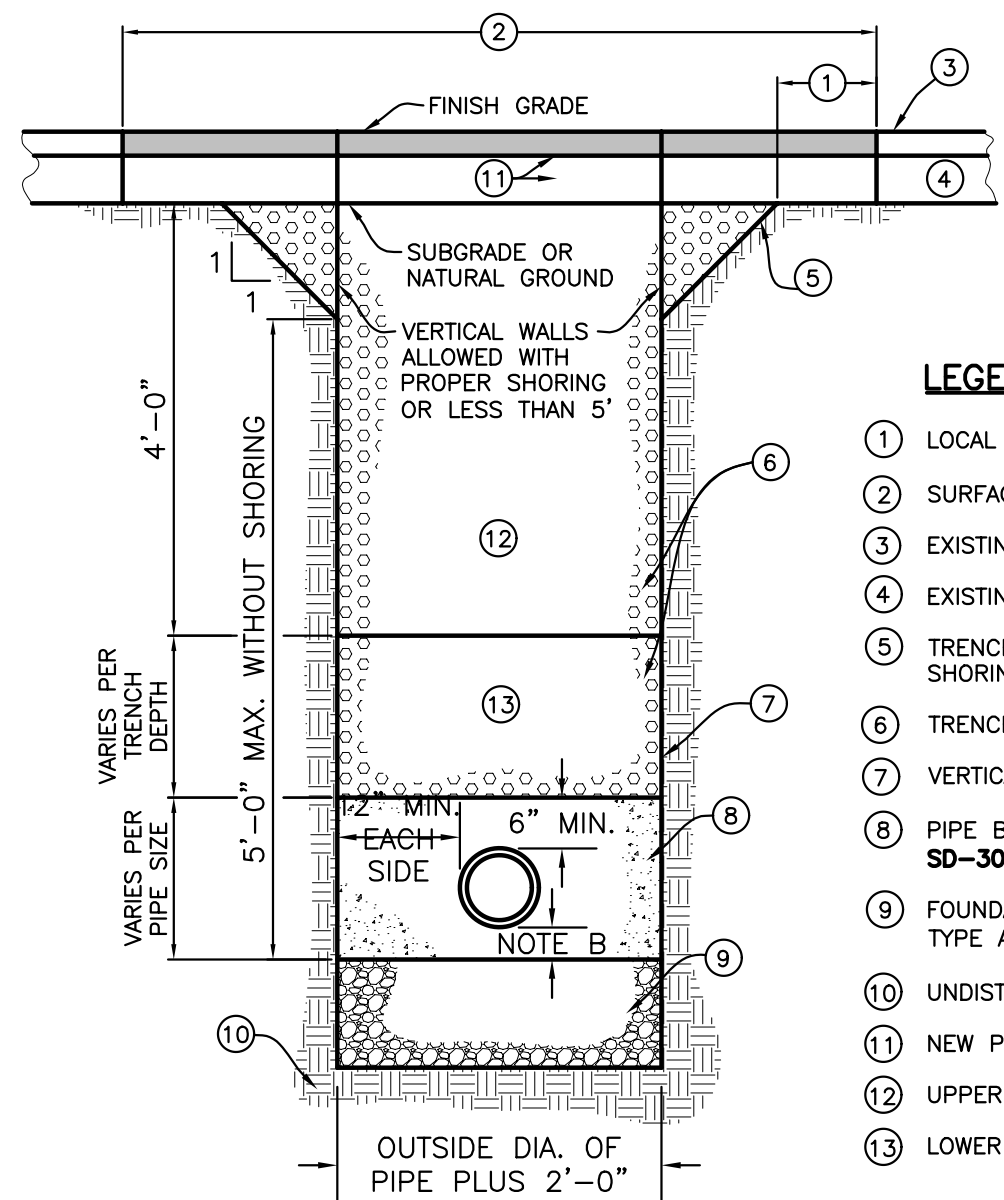 ②
①
③
FINISH GRADE
⑪
④
SUBGRADE OR
NATURAL GROUND
1
1
⑤
VERTICAL WALLS
ALLOWED WITH
PROPER SHORING
OR LESS THAN 5'
4'-0"
5'-0" MAX. WITHOUT SHORING
⑥
⑫
VARIES PER
TRENCH
DEPTH
⑬
⑦
VARIES PER
PIPE SIZE
12" MIN.
EACH
SIDE
6" MIN.
⑧
NOTE B
⑨
⑩
OUTSIDE DIA. OF
PIPE PLUS 2'-0"
LEGE
① LOCAL
② SURFAC
③ EXISTIN
④ EXISTIN
⑤ TRENCH
SHORIN
⑥ TRENCH
⑦ VERTIC
⑧ PIPE B
SD-30
⑨ FOUNDA
TYPE A
⑩ UNDIST
⑪ NEW P
⑫ UPPER
⑬ LOWER